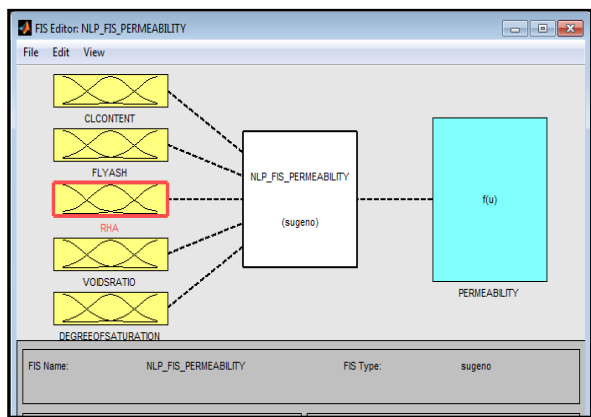 FIS Editor: NLP_FIS_PERMEABILITY
File Edit View
CLCONTENT
FLYASH
RHA
VOIDSRATIO
DEGREEOFSATURATION
NLP_FIS_PERMEABILITY
(sugeno)
f(u)
PERMEABILITY
FIS Name: NLP_FIS_PERMEABILITY FIS Type: sugeno